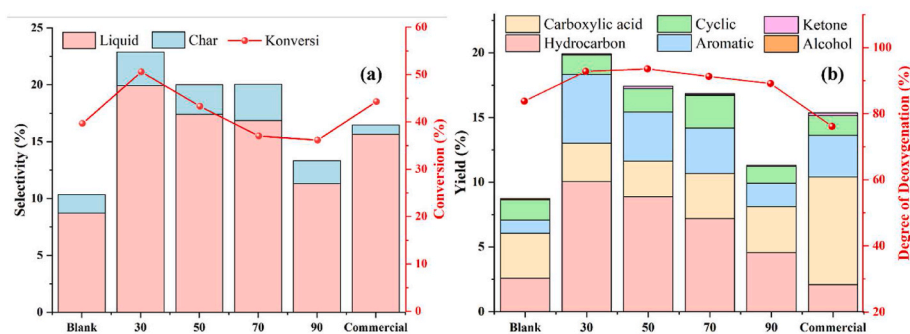 Liquid Char Konversi
(a)
Selectivity (%)
25
20
15
10
5
0
60
50
40
30
20
10
0
Conversion (%)
Blank 30 50 70 90 Commercial
Carboxylic acid Cyclic Ketone
Hydrocarbon Aromatic Alcohol
(b)
Yield (%)
20
15
10
5
0
100
80
60
40
20
Degree of Deoxygenation (%)
Blank 30 50 70 90 Commercial